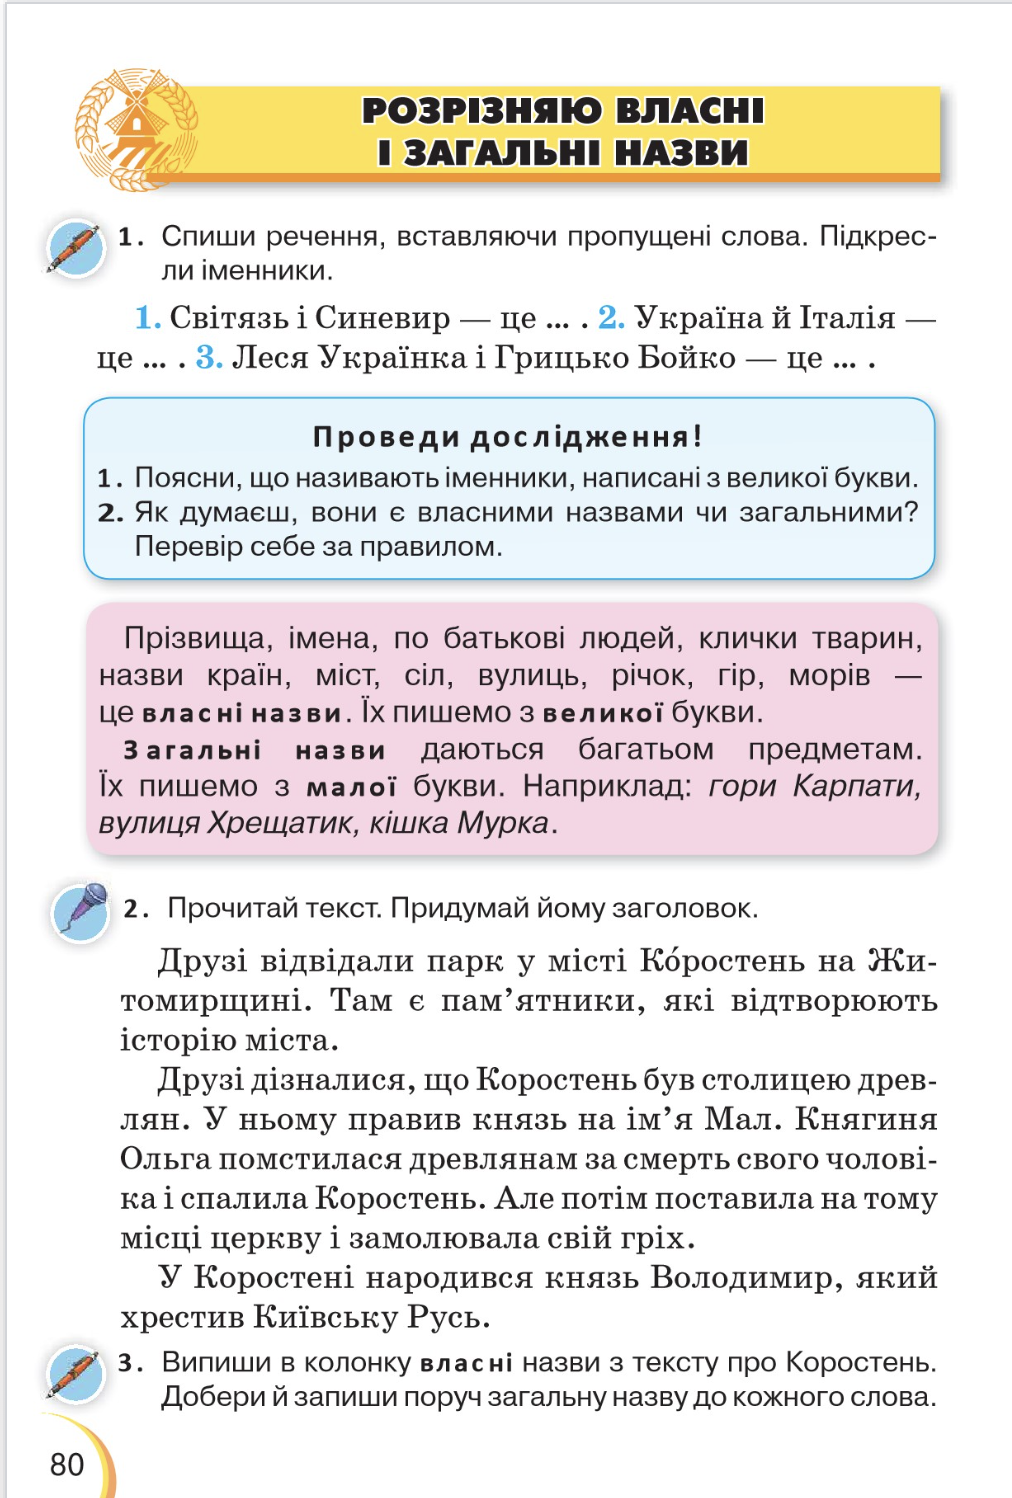 РОЗРІЗНЯЮ ВЛАСНІ
І ЗАГАЛЬНІ НАЗВИ
1. Спиши речення, вставляючи пропущені слова. Підкрес-
ли іменники.
1. Світязь і Синевир — це ... . 2. Україна й Італія —
це ... . 3. Леся Українка і Грицько Бойко — це ... .
Проведи дослідження!
1. Поясни, що називають іменники, написані з великої букви.
2. Як думаєш, вони є власними назвами чи загальними?
Перевір себе за правилом.
Прізвища, імена, по батькові людей, клички тварин,
назви країн, міст, сіл, вулиць, річок, гір, морів —
це власні назви. Їх пишемо з великої букви.
Загальні назви даються багатьом предметам.
Їх пишемо з малої букви. Наприклад: гори Карпати,
вулиця Хрещатик, кішка Мурка.
2. Прочитай текст. Придумай йому заголовок.
Друзі відвідали парк у місті Ко́ростень на Жи-
томирщині. Там є пам’ятники, які відтворюють
історію міста.
Друзі дізналися, що Коростень був столицею древ-
лян. У ньому правив князь на ім’я Мал. Княгиня
Ольга помстилася древлянам за смерть свого чолові-
ка і спалила Коростень. Але потім поставила на тому
місці церкву і замолювала свій гріх.
У Коростені народився князь Володимир, який
хрестив Київську Русь.
3. Випиши в колонку власні назви з тексту про Коростень.
Добери й запиши поруч загальну назву до кожного слова.
80